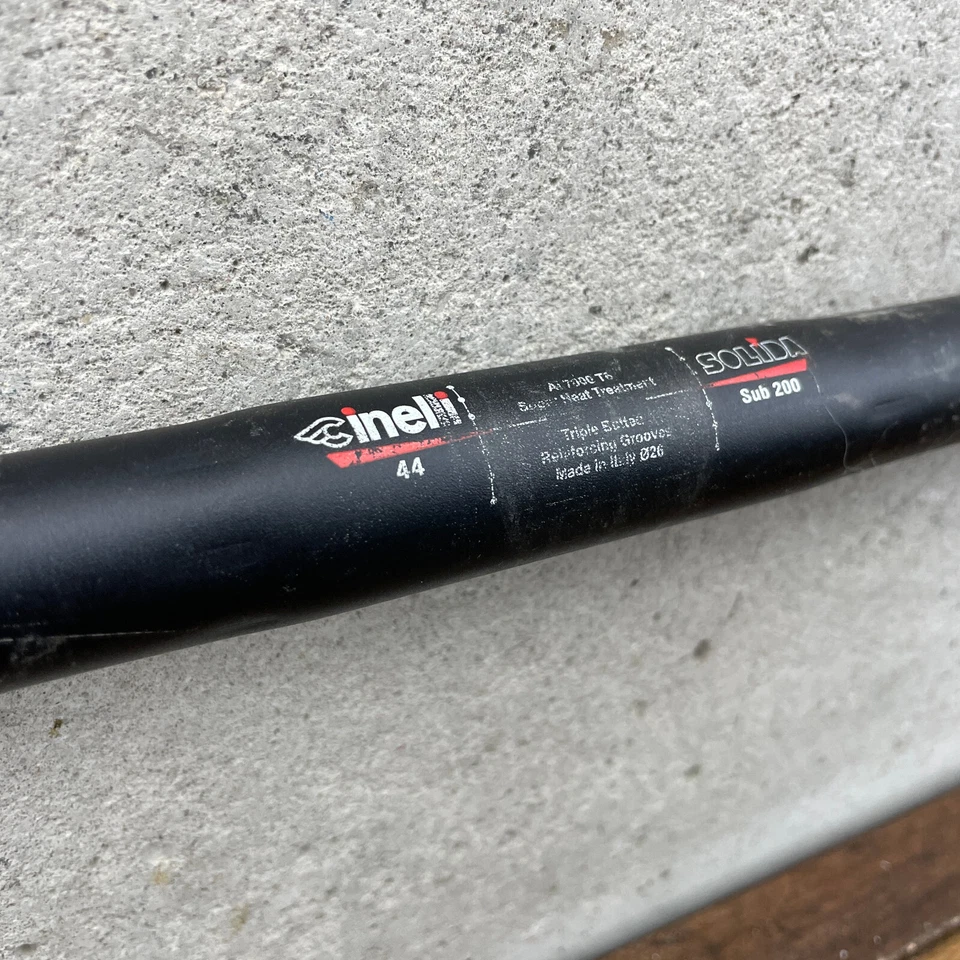 Cinelli
44
Al 7000 T6
Super Heat Treatment
Triple Butted
Reinforcing Grooves
Made in Italy Ø26
SOLIDA
Sub 200